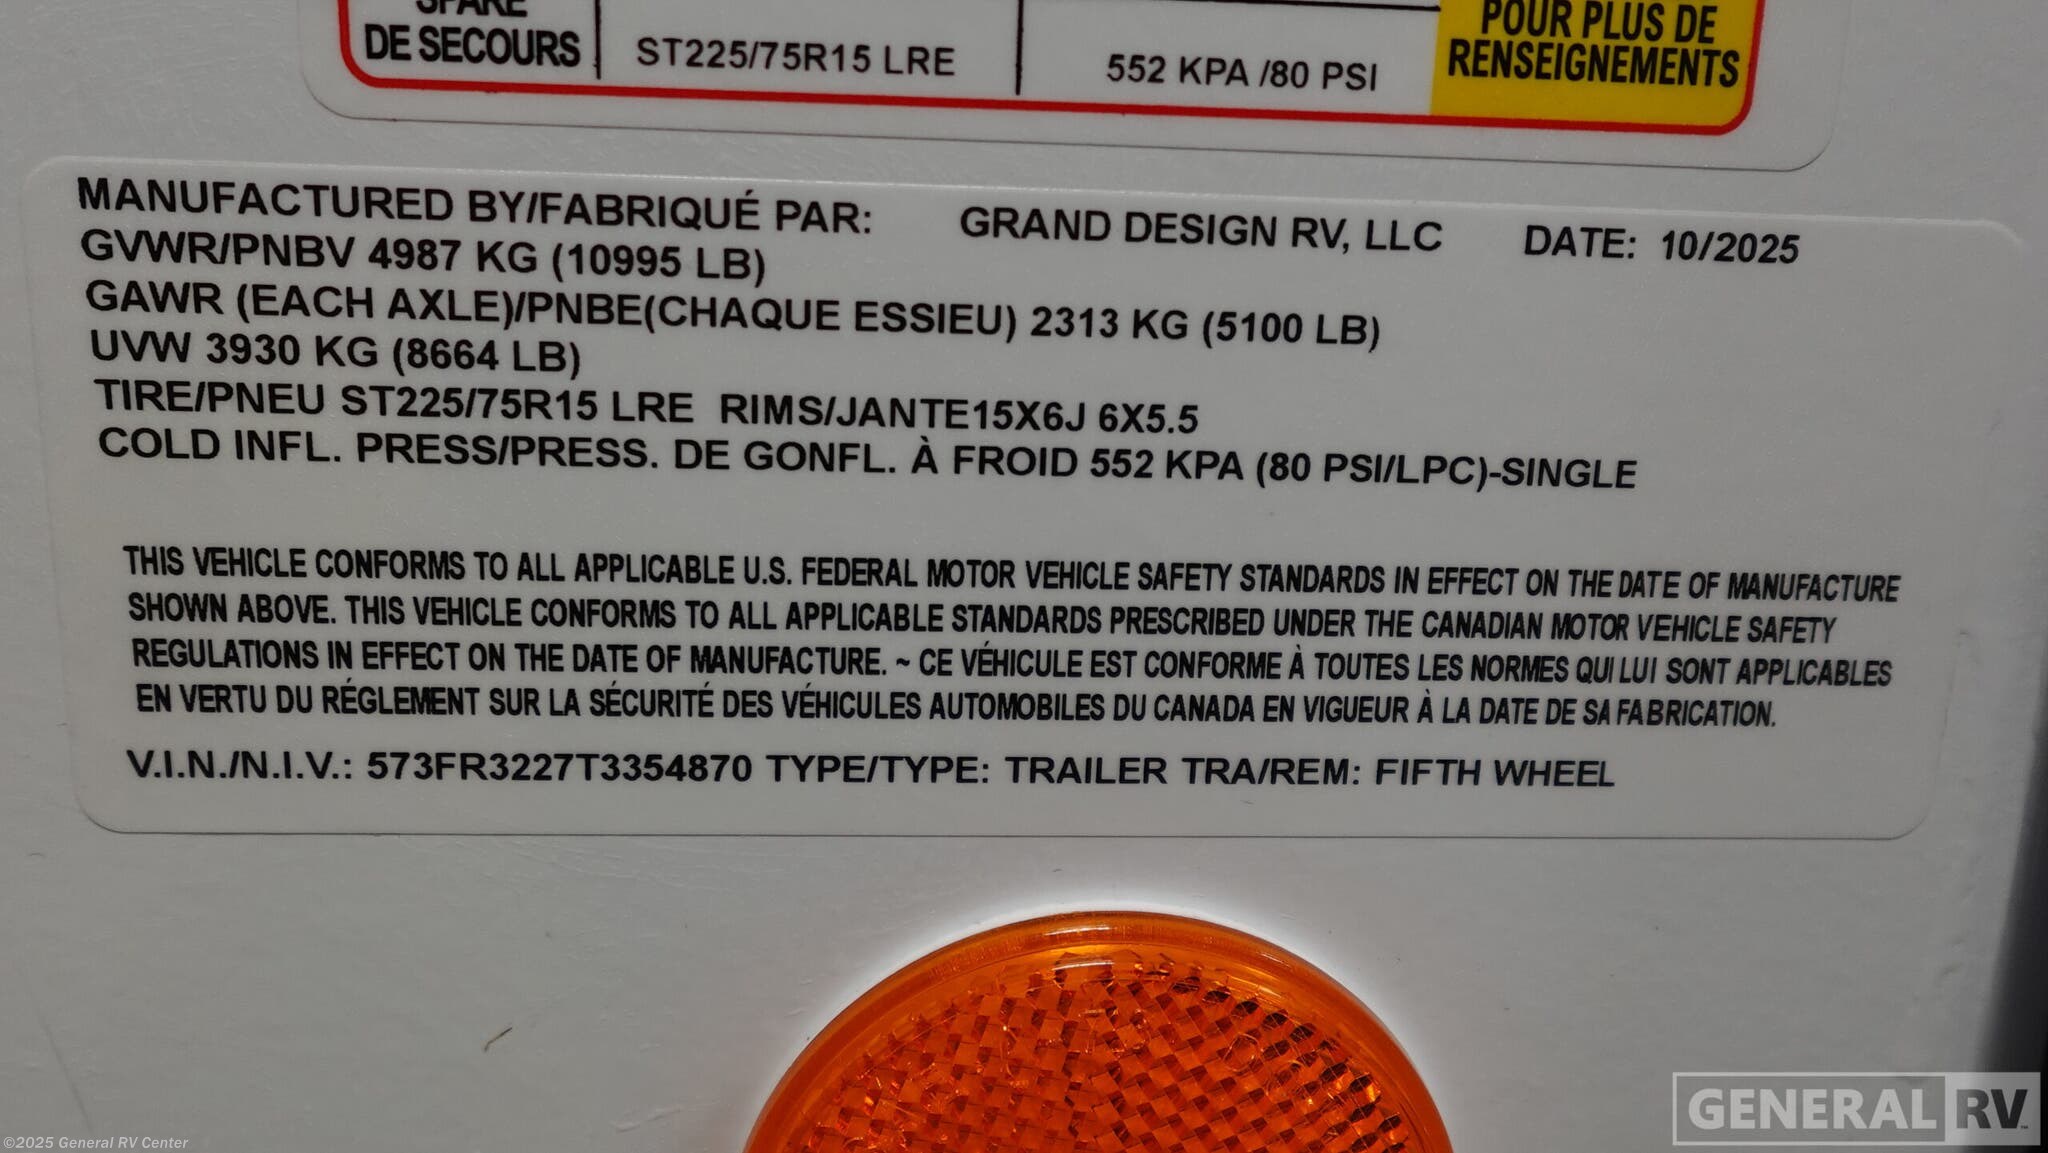 SPARE
DE SECOURS
ST225/75R15 LRE
552 KPA /80 PSI
POUR PLUS DE
RENSEIGNEMENTS
MANUFACTURED BY/FABRIQUÉ PAR: GRAND DESIGN RV, LLC DATE: 10/2025
GVWR/PNBV 4987 KG (10995 LB)
GAWR (EACH AXLE)/PNBE(CHAQUE ESSIEU) 2313 KG (5100 LB)
UVW 3930 KG (8664 LB)
TIRE/PNEU ST225/75R15 LRE RIMS/JANTE15X6J 6X5.5
COLD INFL. PRESS/PRESS. DE GONFL. À FROID 552 KPA (80 PSI/LPC)-SINGLE
THIS VEHICLE CONFORMS TO ALL APPLICABLE U.S. FEDERAL MOTOR VEHICLE SAFETY STANDARDS IN EFFECT ON THE DATE OF MANUFACTURE
SHOWN ABOVE. THIS VEHICLE CONFORMS TO ALL APPLICABLE STANDARDS PRESCRIBED UNDER THE CANADIAN MOTOR VEHICLE SAFETY
REGULATIONS IN EFFECT ON THE DATE OF MANUFACTURE. ~ CE VÉHICULE EST CONFORME À TOUTES LES NORMES QUI LUI SONT APPLICABLES
EN VERTU DU RÉGLEMENT SUR LA SÉCURITÉ DES VÉHICULES AUTOMOBILES DU CANADA EN VIGUEUR À LA DATE DE SA FABRICATION.
V.I.N./N.I.V.: 573FR3227T3354870 TYPE/TYPE: TRAILER TRA/REM: FIFTH WHEEL
GENERAL RV
©2025 General RV Center